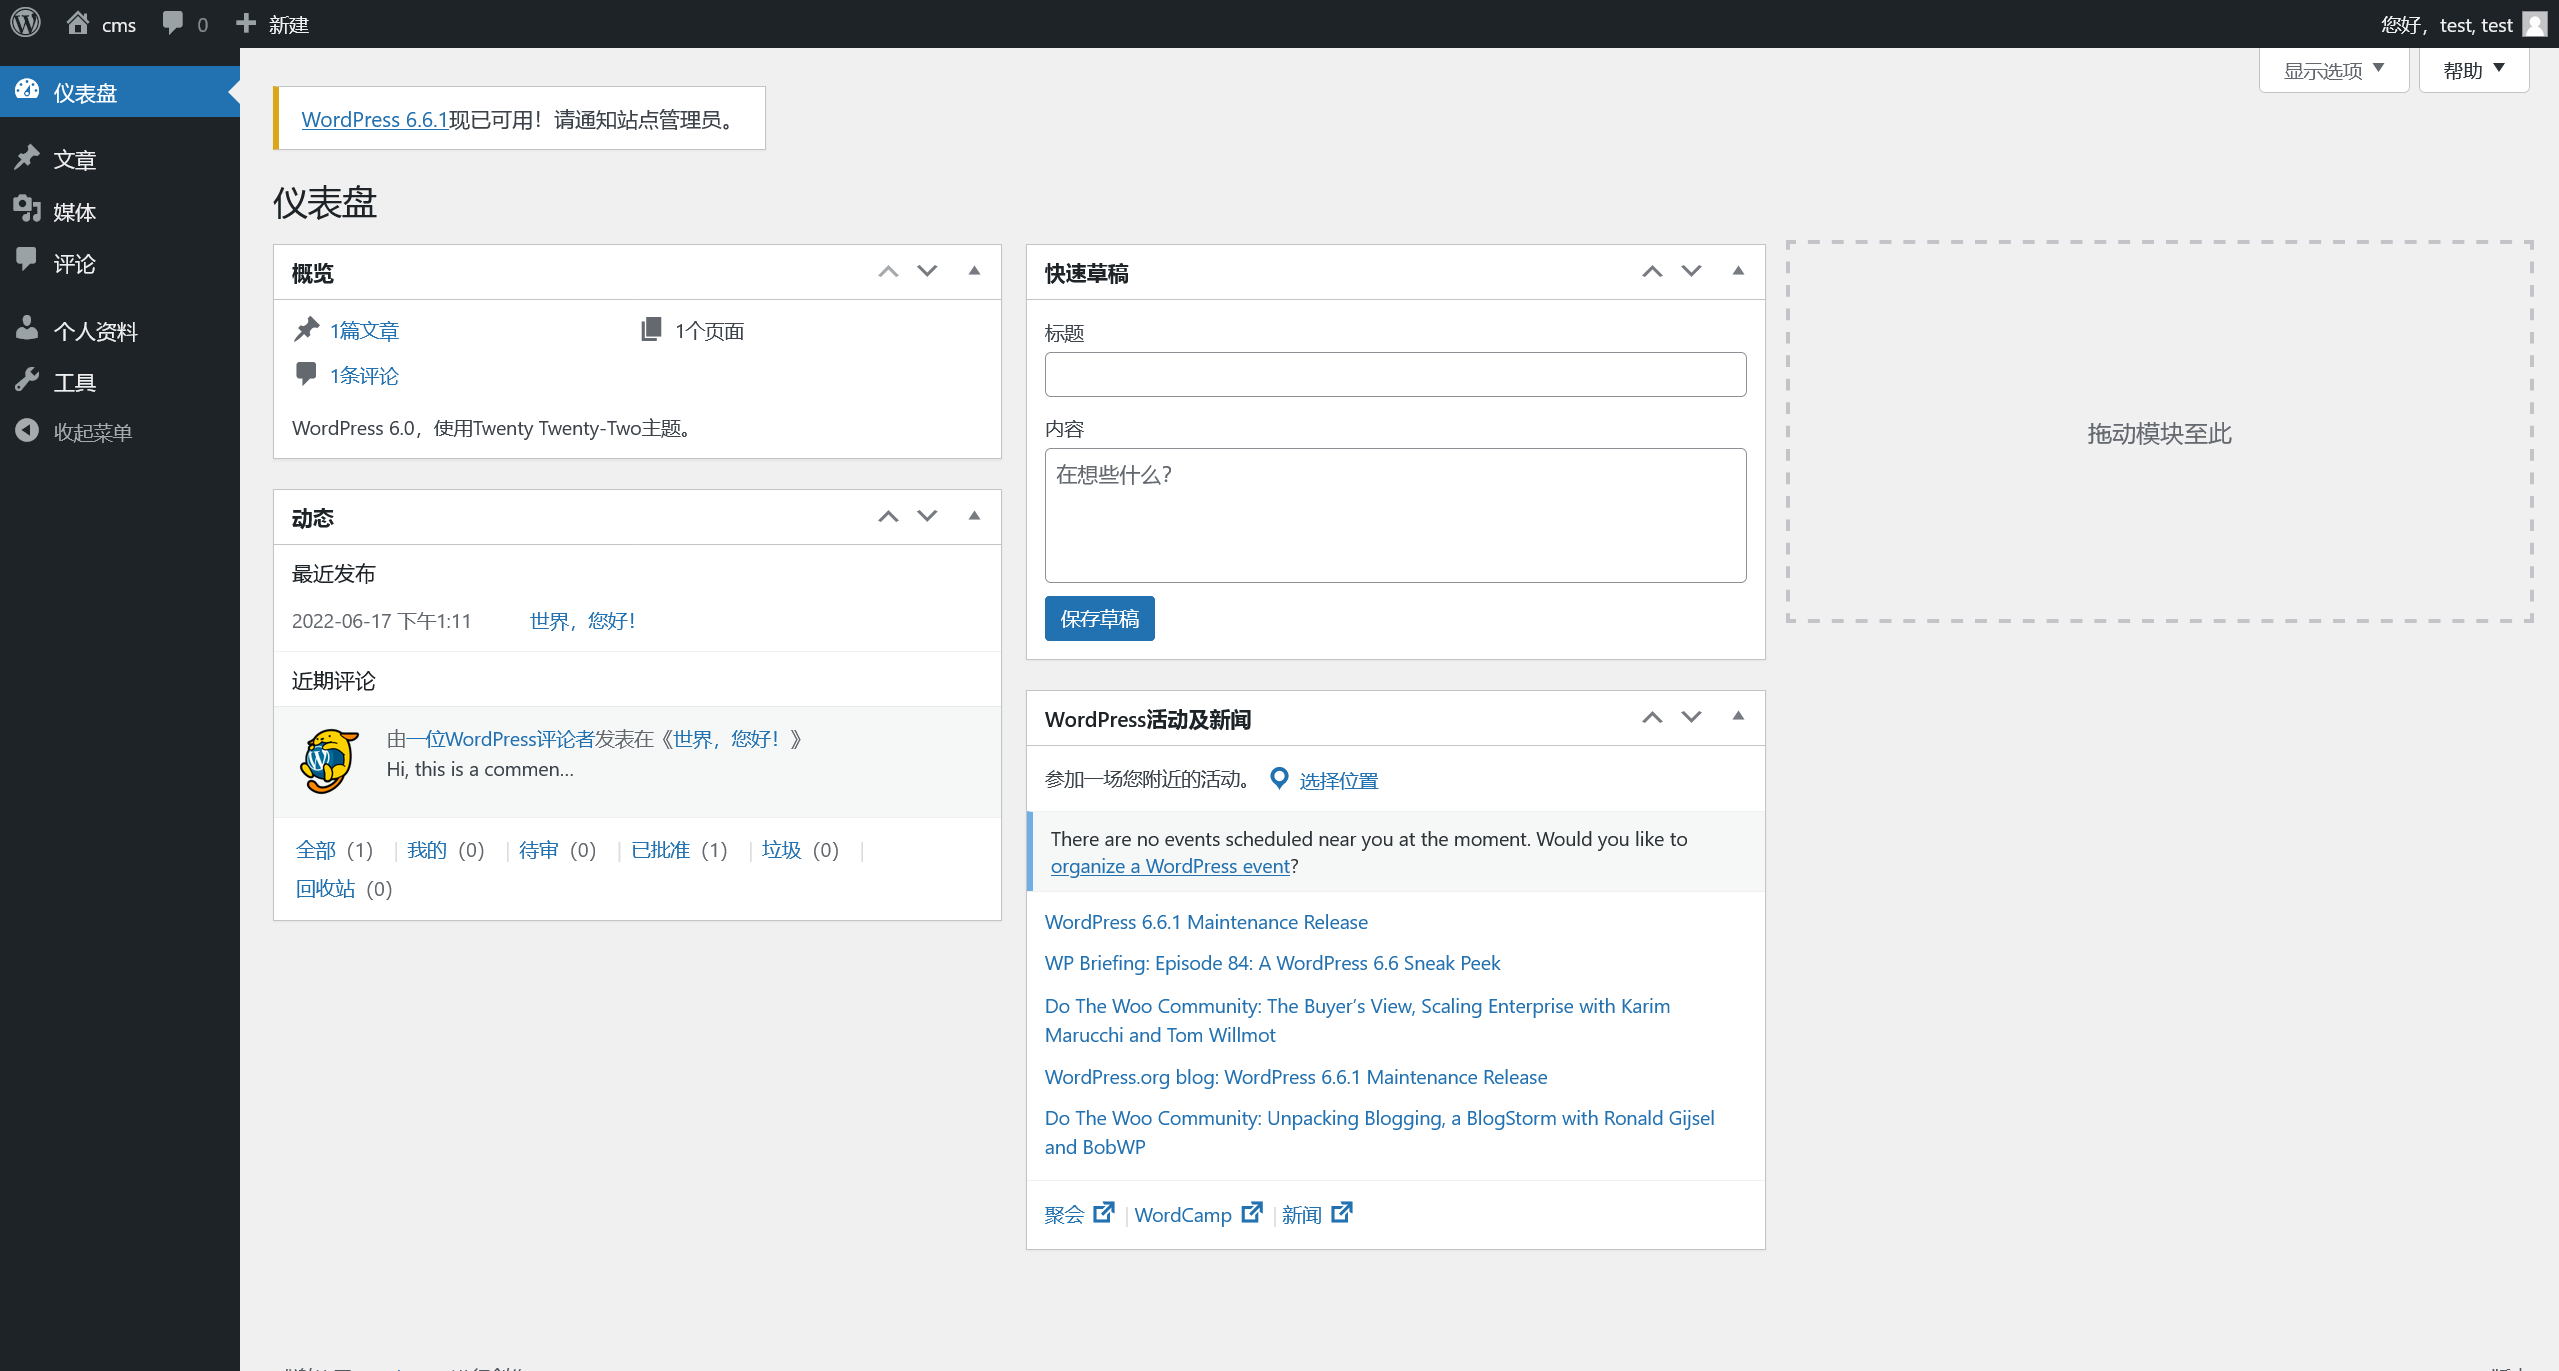 cms
0
新建
您好，test, test
仪表盘
文章
媒体
评论
个人资料
工具
收起菜单
显示选项
帮助
WordPress 6.6.1现已可用！请通知站点管理员。
仪表盘
概览
1篇文章
1个页面
1条评论
WordPress 6.0，使用Twenty Twenty-Two主题。
动态
最近发布
2022-06-17 下午1:11 世界，您好！
近期评论
由一位WordPress评论者发表在《世界，您好！》
Hi, this is a commen…
全部（1） | 我的（0） | 待审（0） | 已批准（1） | 垃圾（0） |
回收站（0）
快速草稿
标题
内容
在想些什么？
保存草稿
WordPress活动及新闻
参加一场您附近的活动。 选择位置
There are no events scheduled near you at the moment. Would you like to
organize a WordPress event?
WordPress 6.6.1 Maintenance Release
WP Briefing: Episode 84: A WordPress 6.6 Sneak Peek
Do The Woo Community: The Buyer’s View, Scaling Enterprise with Karim
Marucchi and Tom Willmot
WordPress.org blog: WordPress 6.6.1 Maintenance Release
Do The Woo Community: Unpacking Blogging, a BlogStorm with Ronald Gijsel
and BobWP
聚会 | WordCamp | 新闻
拖动模块至此